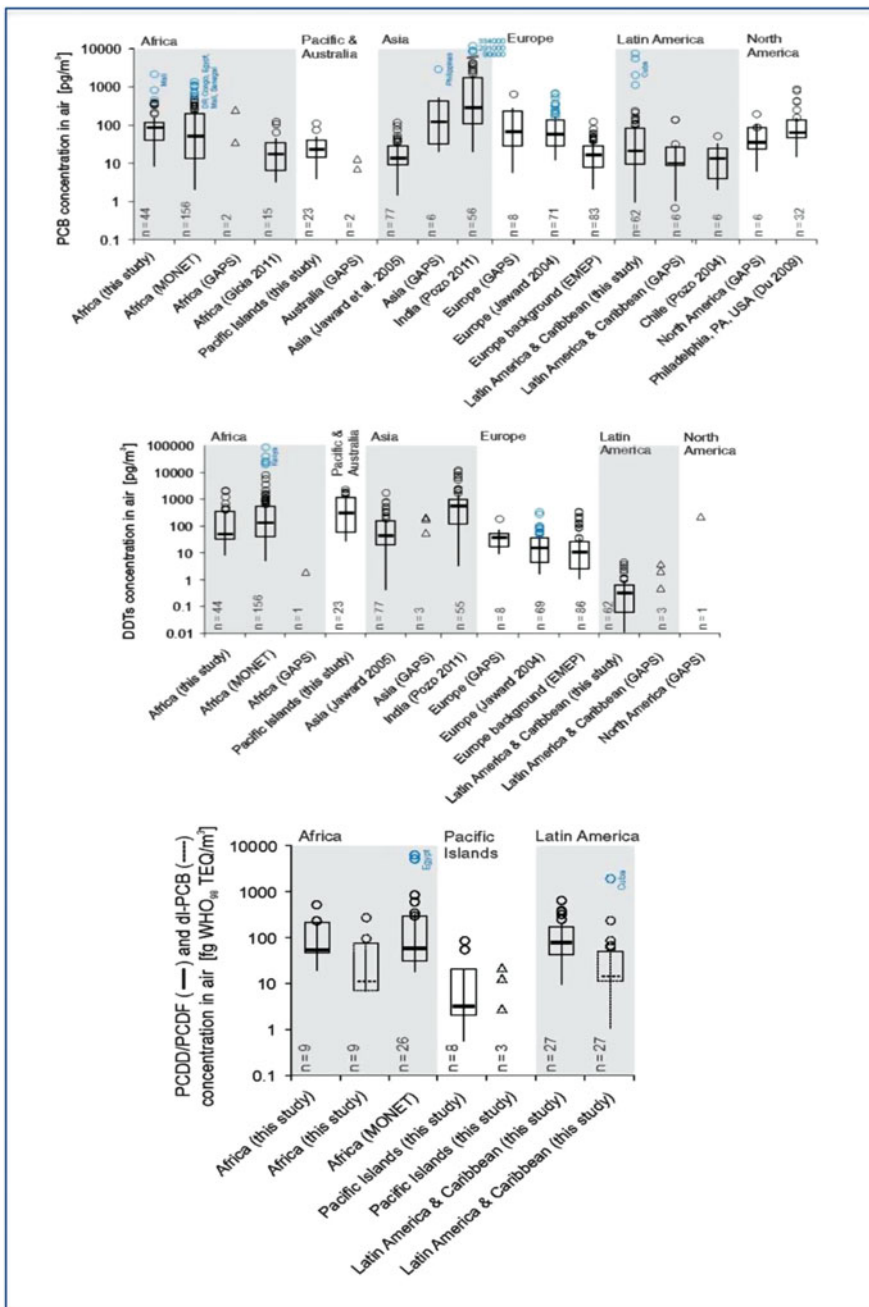 Africa
Pacific &
Australia
Asia
Europe
Latin America
North
America
PCB concentration in air [pg/m³]
10000
1000
100
10
1
0.1
Mali
DR Congo, Egypt,
Mali, Senegal
Philippines
Cuba
n=44
n=156
n=2
n=15
n=23
n=2
n=77
n=6
n=56
n=8
n=71
n=83
n=62
n=6
n=6
n=6
n=32
Africa (this study)
Africa (MONET)
Africa (GAPS)
Africa (Gioia 2011)
Pacific Islands (this study)
Australia (GAPS)
Asia (Jaward et al. 2005)
Asia (GAPS)
India (Pozo 2011)
Europe (GAPS)
Europe (Jaward 2004)
Europe background (EMEP)
Latin America & Caribbean (this study)
Latin America & Caribbean (GAPS)
Chile (Pozo 2004)
North America (GAPS)
Philadelphia, PA, USA (Du 2009)
Africa
Pacific &
Australia
Asia
Europe
Latin
America
North
America
DDTs concentration in air [pg/m³]
100000
10000
1000
100
10
1
0.1
0.01
Kenya
n=44
n=156
n=1
n=23
n=77
n=3
n=55
n=8
n=69
n=86
n=62
n=3
n=1
Africa (this study)
Africa (MONET)
Africa (GAPS)
Pacific Islands (this study)
Asia (Jaward 2005)
Asia (GAPS)
India (Pozo 2011)
Europe (GAPS)
Europe (Jaward 2004)
Europe background (EMEP)
Latin America & Caribbean (this study)
Latin America & Caribbean (GAPS)
North America (GAPS)
Africa
Pacific
Islands
Latin America
PCDD/PCDF (—) and dl-PCB (----)
concentration in air [fg WHO₉₈ TEQ/m³]
10000
1000
100
10
1
0.1
Egypt
Cuba
n=9
n=9
n=26
n=8
n=3
n=27
n=27
Africa (this study)
Africa (this study)
Africa (MONET)
Pacific Islands (this study)
Pacific Islands (this study)
Latin America & Caribbean (this study)
Latin America & Caribbean (this study)